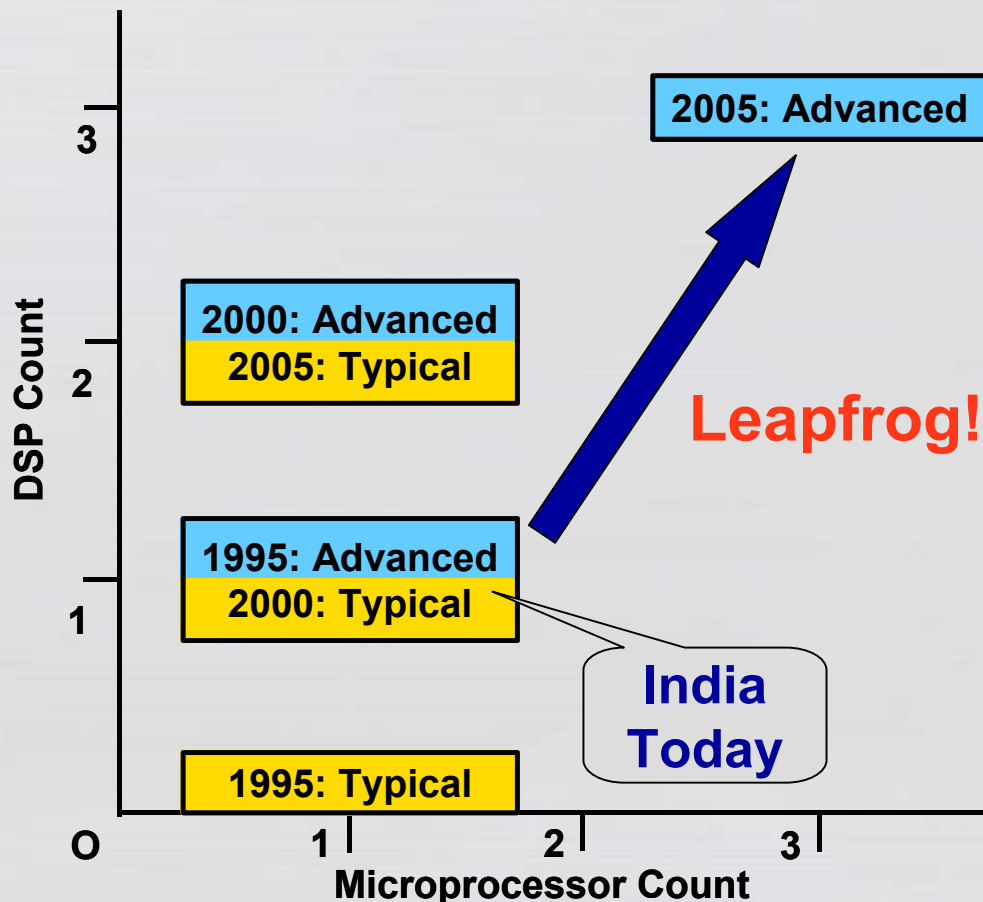 3
2005: Advanced
2000: Advanced
2005: Typical
2
DSP Count
Leapfrog!
1995: Advanced
2000: Typical
1
India
Today
1995: Typical
O
1
2
3
Microprocessor Count